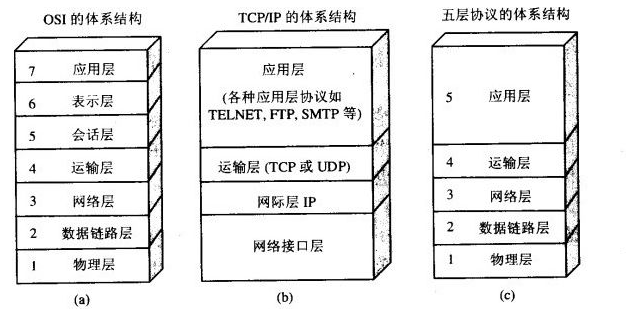 OSI 的体系结构
7 应用层
6 表示层
5 会话层
4 运输层
3 网络层
2 数据链路层
1 物理层
(a)
TCP/IP 的体系结构
应用层
(各种应用层协议如
TELNET, FTP, SMTP 等)
运输层 (TCP 或 UDP)
网际层 IP
网络接口层
(b)
五层协议的体系结构
5 应用层
4 运输层
3 网络层
2 数据链路层
1 物理层
(c)